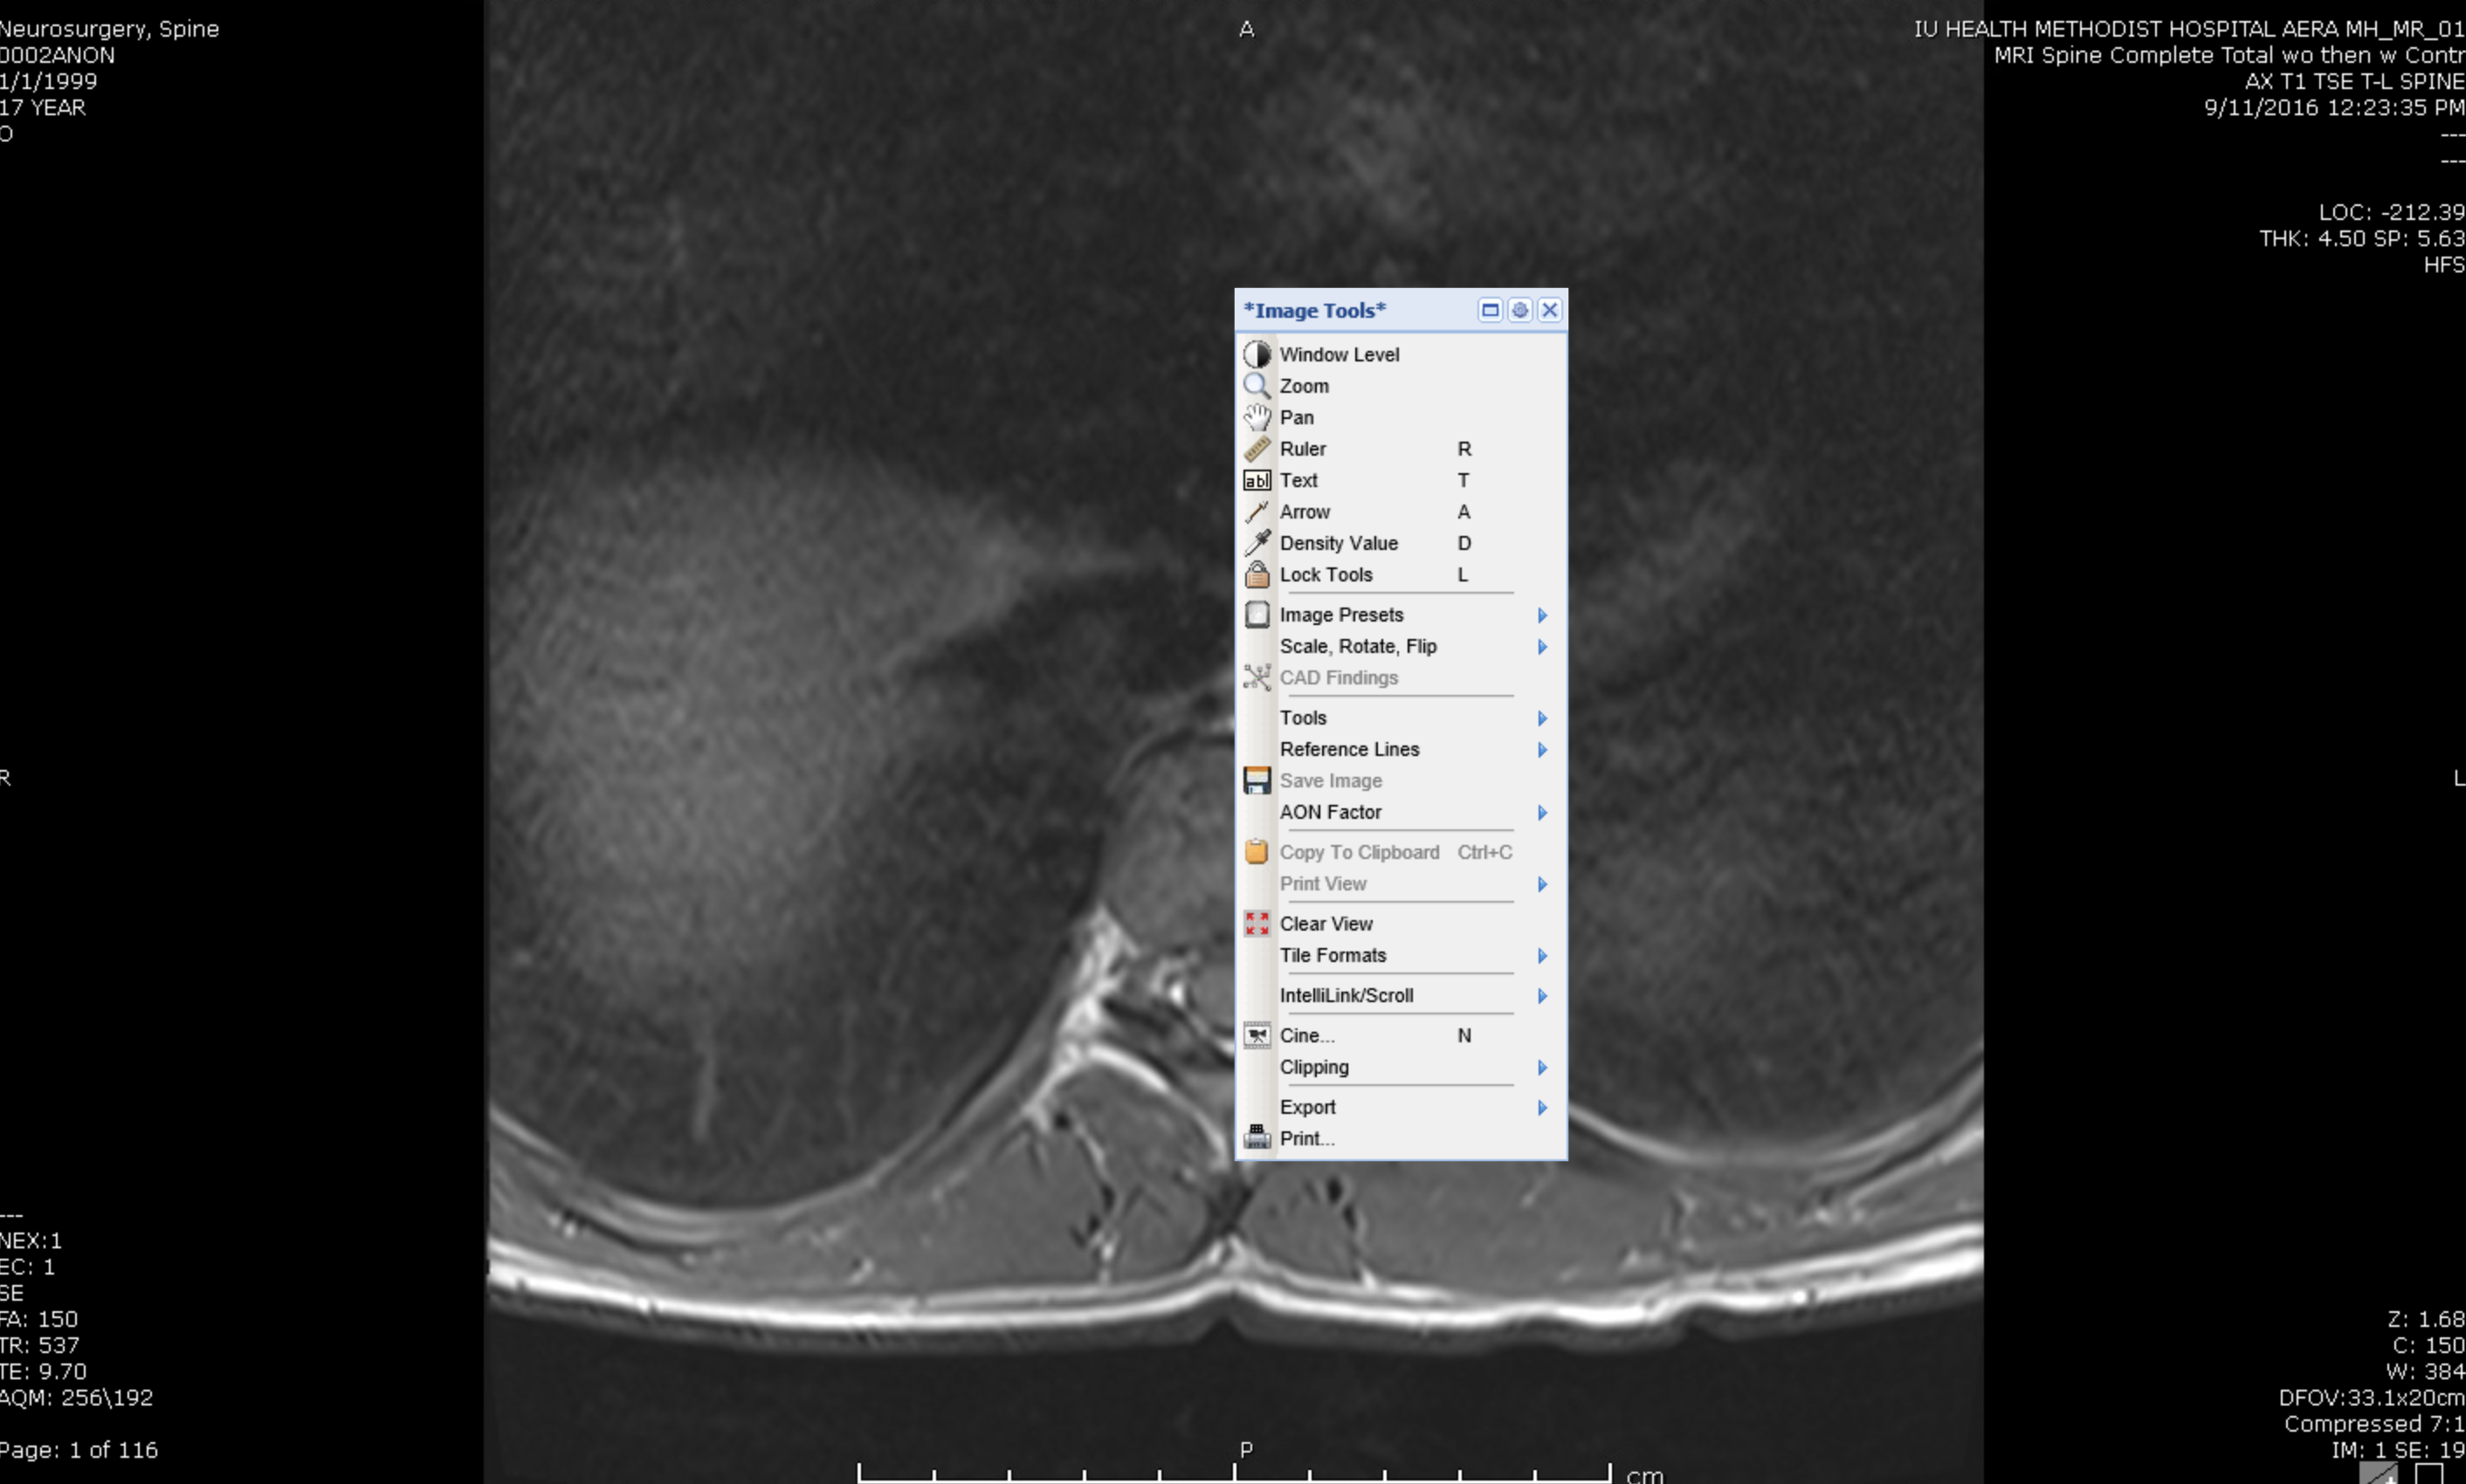 Neurosurgery, Spine
0002ANON
1/1/1999
17 YEAR
O
A
IU HEALTH METHODIST HOSPITAL AERA MH_MR_01
MRI Spine Complete Total wo then w Contr
AX T1 TSE T-L SPINE
9/11/2016 12:23:35 PM
---
---
LOC: -212.39
THK: 4.50 SP: 5.63
HFS
*Image Tools*
Window Level
Zoom
Pan
Ruler R
abl Text T
Arrow A
Density Value D
Lock Tools L
Image Presets
Scale, Rotate, Flip
CAD Findings
Tools
Reference Lines
Save Image
AON Factor
Copy To Clipboard Ctrl+C
Print View
Clear View
Tile Formats
IntelliLink/Scroll
Cine... N
Clipping
Export
Print...
R
L
---
NEX:1
EC: 1
SE
FA: 150
TR: 537
TE: 9.70
AQM: 256\192
Page: 1 of 116
P
cm
Z: 1.68
C: 150
W: 384
DFOV:33.1x20cm
Compressed 7:1
IM: 1 SE: 19